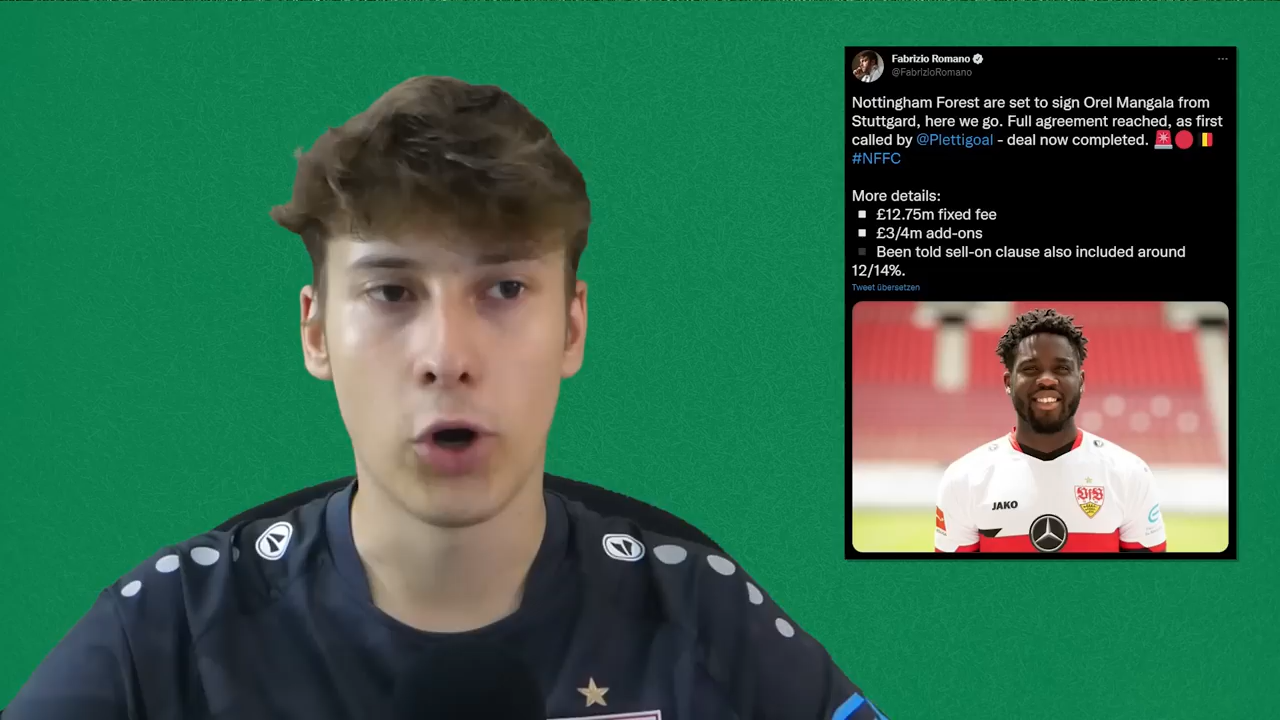 Fabrizio Romano
@FabrizioRomano
Nottingham Forest are set to sign Orel Mangala from
Stuttgard, here we go. Full agreement reached, as first
called by @Plettigoal - deal now completed. 🚨🔴🇧🇪
#NFFC
More details:
▫️ £12.75m fixed fee
▫️ £3/4m add-ons
▪️ Been told sell-on clause also included around
12/14%.
Tweet übersetzen
JAKO
VfB